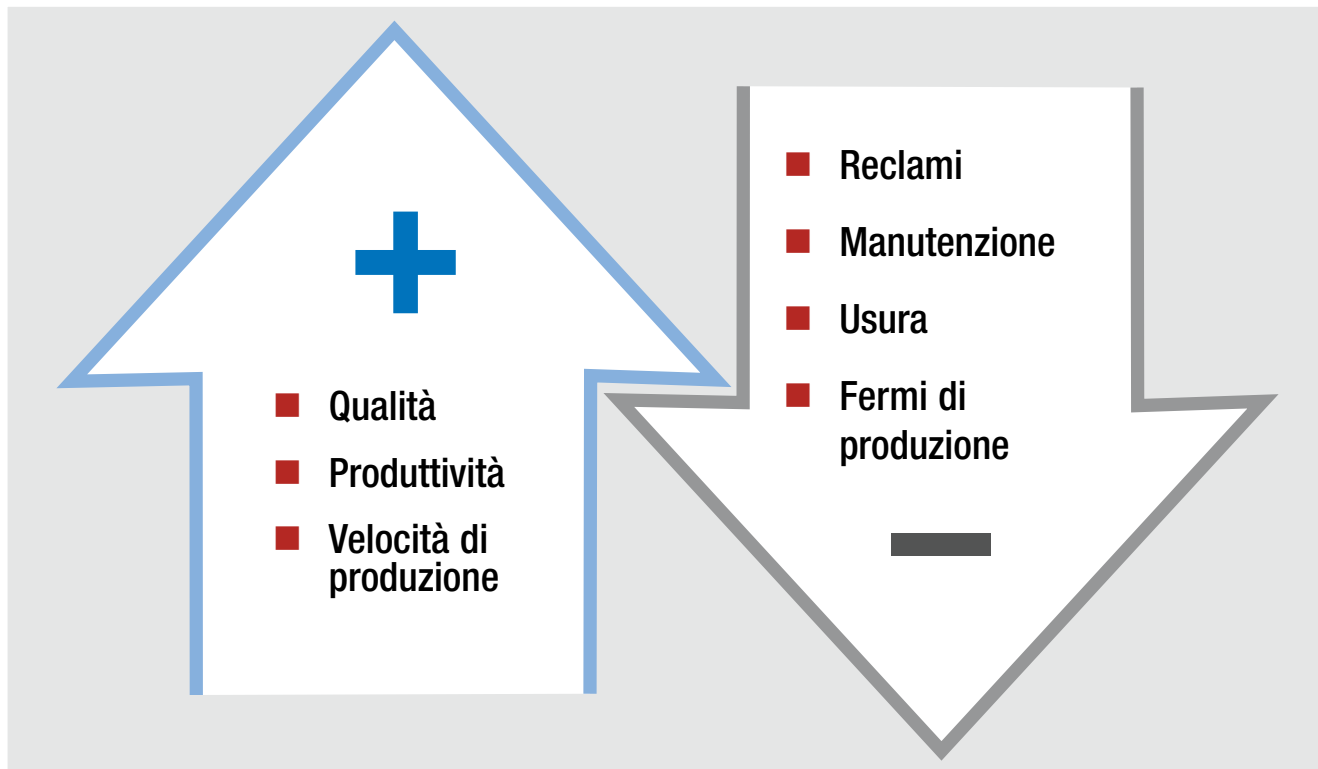 Qualità
Produttività
Velocità di
produzione
Reclami
Manutenzione
Usura
Fermi di
produzione